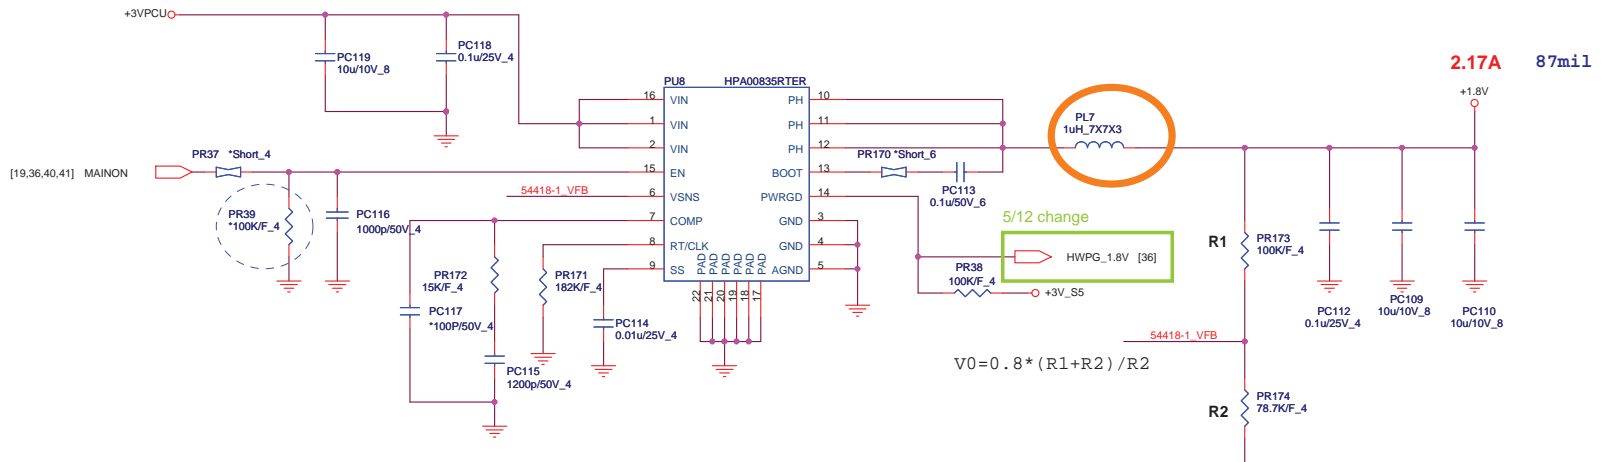 +3VPCU
PC119
10u/10V_8
PC118
0.1u/25V_4
2.17A 87mil
+1.8V
PU8 HPA00835RTER
16 VIN PH 10
1 VIN PH 11
2 VIN PH 12
15 EN BOOT 13
6 VSNS PWRGD 14
7 COMP GND 3
8 RT/CLK GND 4
9 SS AGND 5
PAD PAD PAD PAD PAD PAD
22 21 20 19 18 17
PL7
1uH_7X7X3
PR37 *Short_4
[19,36,40,41] MAINON
PR170 *Short_6
PC113
0.1u/50V_6
54418-1_VFB
PR39
*100K/F_4
PC116
1000p/50V_4
5/12 change
HWPG_1.8V [36]
PR38
100K/F_4
+3V_S5
R1
PR173
100K/F_4
PR172
15K/F_4
PR171
182K/F_4
PC117
*100P/50V_4
PC114
0.01u/25V_4
PC115
1200p/50V_4
PC112
0.1u/25V_4
PC109
10u/10V_8
PC110
10u/10V_8
54418-1_VFB
V0=0.8*(R1+R2)/R2
R2
PR174
78.7K/F_4